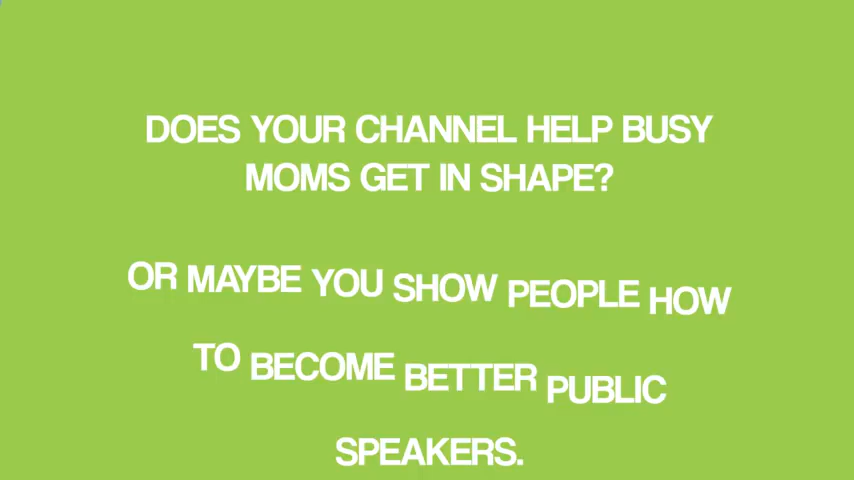 DOES YOUR CHANNEL HELP BUSY
MOMS GET IN SHAPE?
OR MAYBE YOU SHOW PEOPLE HOW
TO BECOME BETTER PUBLIC
SPEAKERS.